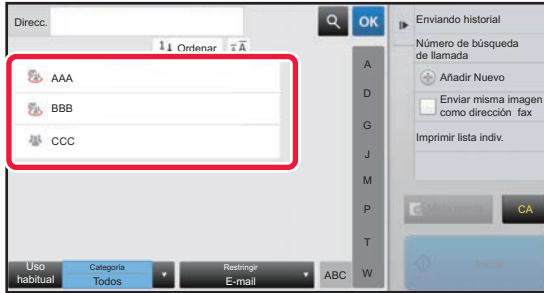 Direcc.
OK
Ordenar
AAA
BBB
CCC
A
D
G
J
M
P
T
W
Uso
habitual
Categoría
Todos
Restringir
E-mail
ABC
Enviando historial
Número de búsqueda
de llamada
Añadir Nuevo
Enviar misma imagen
como dirección fax
Imprimir lista indiv.
CA